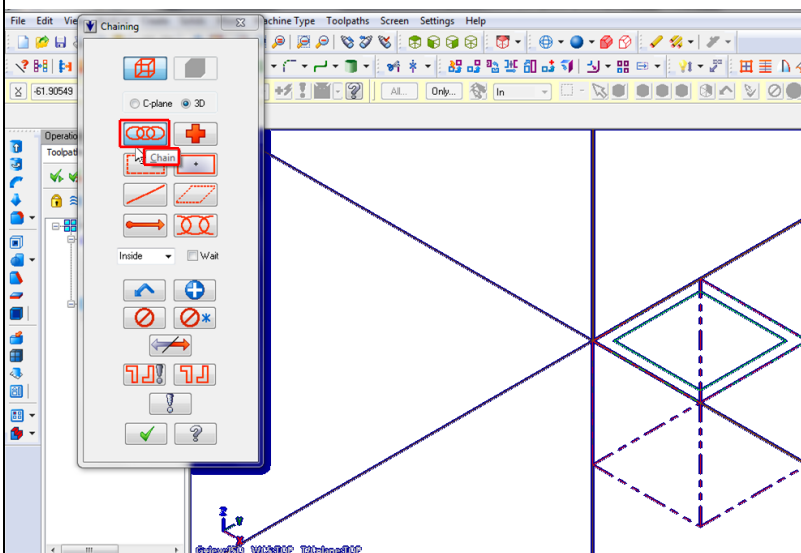 File Edit Vie
Chaining
achine Type Toolpaths Screen Settings Help
-61.90549
All...
Only...
In
C-plane 3D
Operatio
Toolpat
Chain
Inside
Wait
Z
Y
X